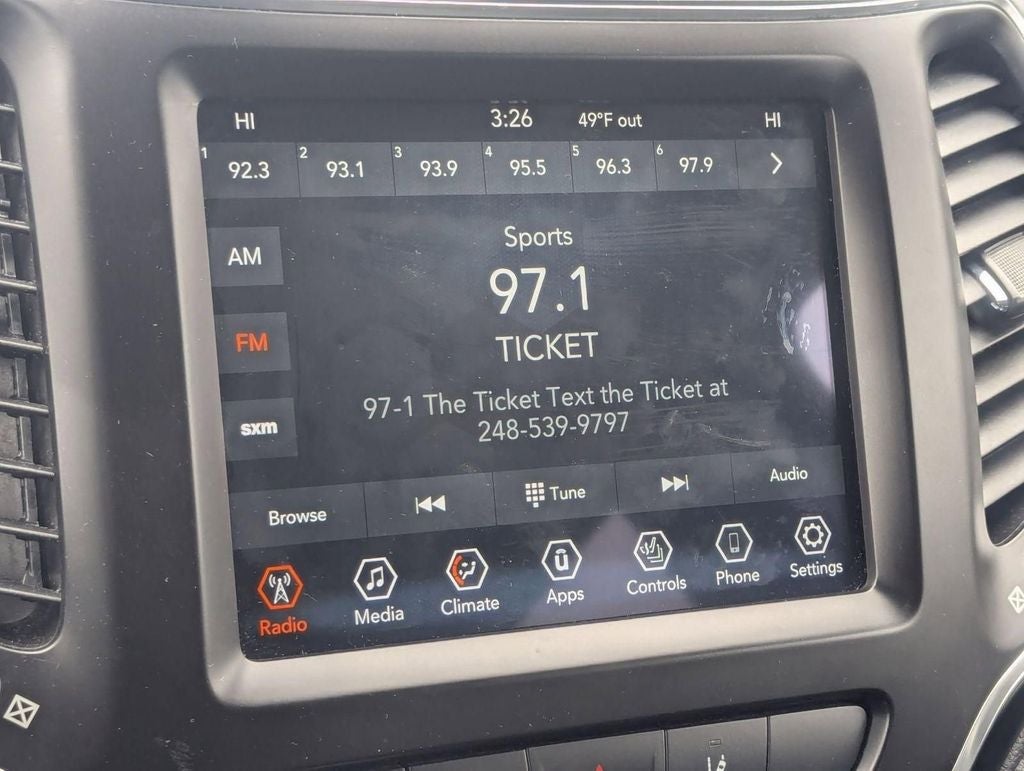 HI 3:26 49°F out HI
1 92.3 2 93.1 3 93.9 4 95.5 5 96.3 6 97.9
Sports
AM
97.1
FM
TICKET
97-1 The Ticket Text the Ticket at
248-539-9797
sxm
Browse Tune Audio
Radio Media Climate Apps Controls Phone Settings